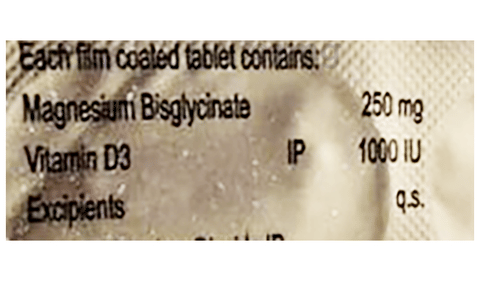 Each film coated tablet contains:
Magnesium Bisglycinate 250 mg
Vitamin D3 IP 1000 IU
Excipients q.s.